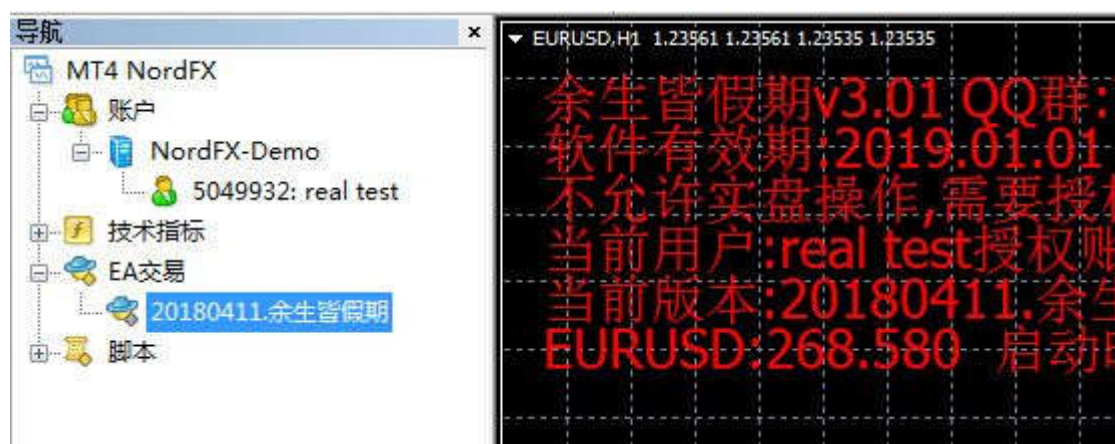 导航
MT4 NordFX
账户
NordFX-Demo
5049932: real test
技术指标
EA交易
20180411.余生皆假期
脚本
EURUSD,H1 1.23561 1.23561 1.23535 1.23535
余生皆假期v3.01 QQ群:
软件有效期:2019.01.01
不允许实盘操作,需要授权
当前用户:real test授权账
当前版本:20180411.余生
EURUSD:268.580 启动时